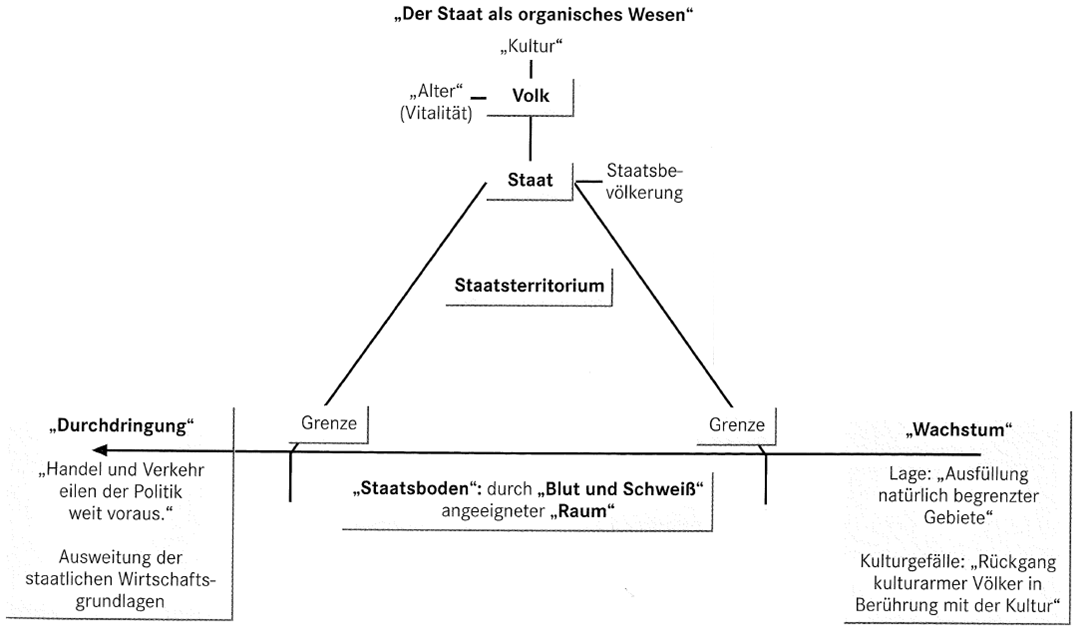 „Der Staat als organisches Wesen“
„Kultur“
„Alter“
(Vitalität)
Volk
Staat
Staatsbe-
völkerung
Staatsterritorium
Grenze
Grenze
„Durchdringung“
„Handel und Verkehr
eilen der Politik
weit voraus.“
Ausweitung der
staatlichen Wirtschafts-
grundlagen
„Staatsboden“: durch „Blut und Schweiß“
angeeigneter „Raum“
„Wachstum“
Lage: „Ausfüllung
natürlich begrenzter
Gebiete“
Kulturgefälle: „Rückgang
kulturarmer Völker in
Berührung mit der Kultur“